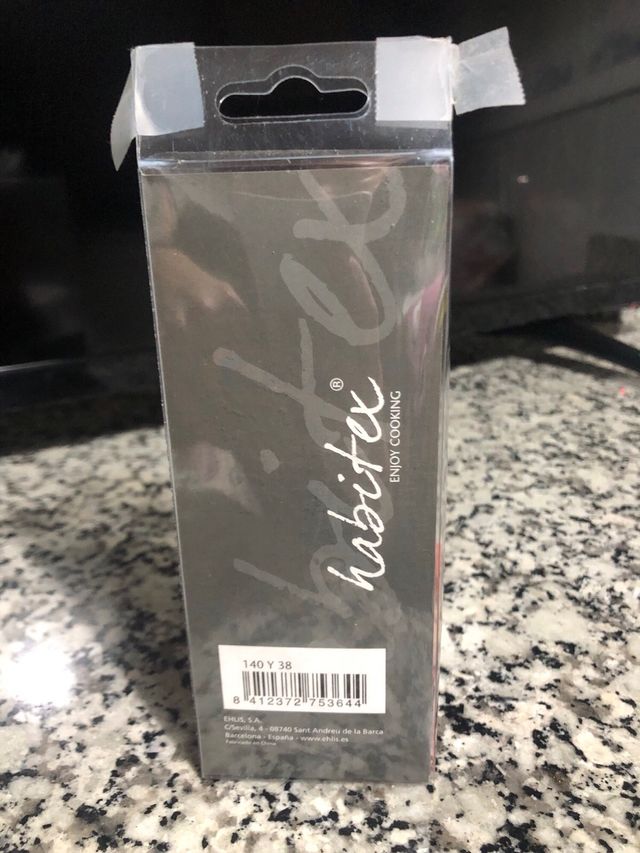 habitex
habitex®
ENJOY COOKING
140 Y 38
8 412372 753644
EHLIS, S.A.
C/Sevilla, 4 - 08740 Sant Andreu de la Barca
Barcelona - España - www.ehlis.es
Fabricado en China